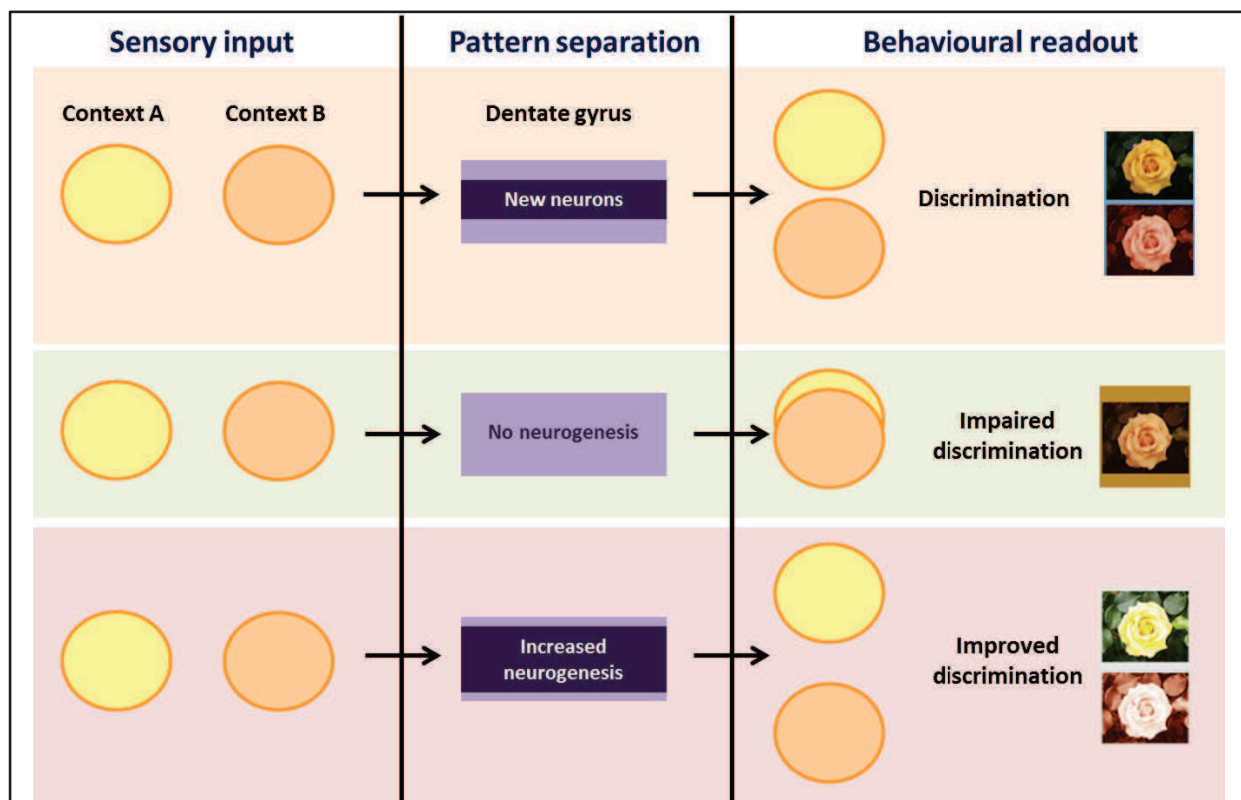 Sensory input
Pattern separation
Behavioural readout
Context A
Context B
Dentate gyrus
New neurons
Discrimination
No neurogenesis
Impaired
discrimination
Increased
neurogenesis
Improved
discrimination